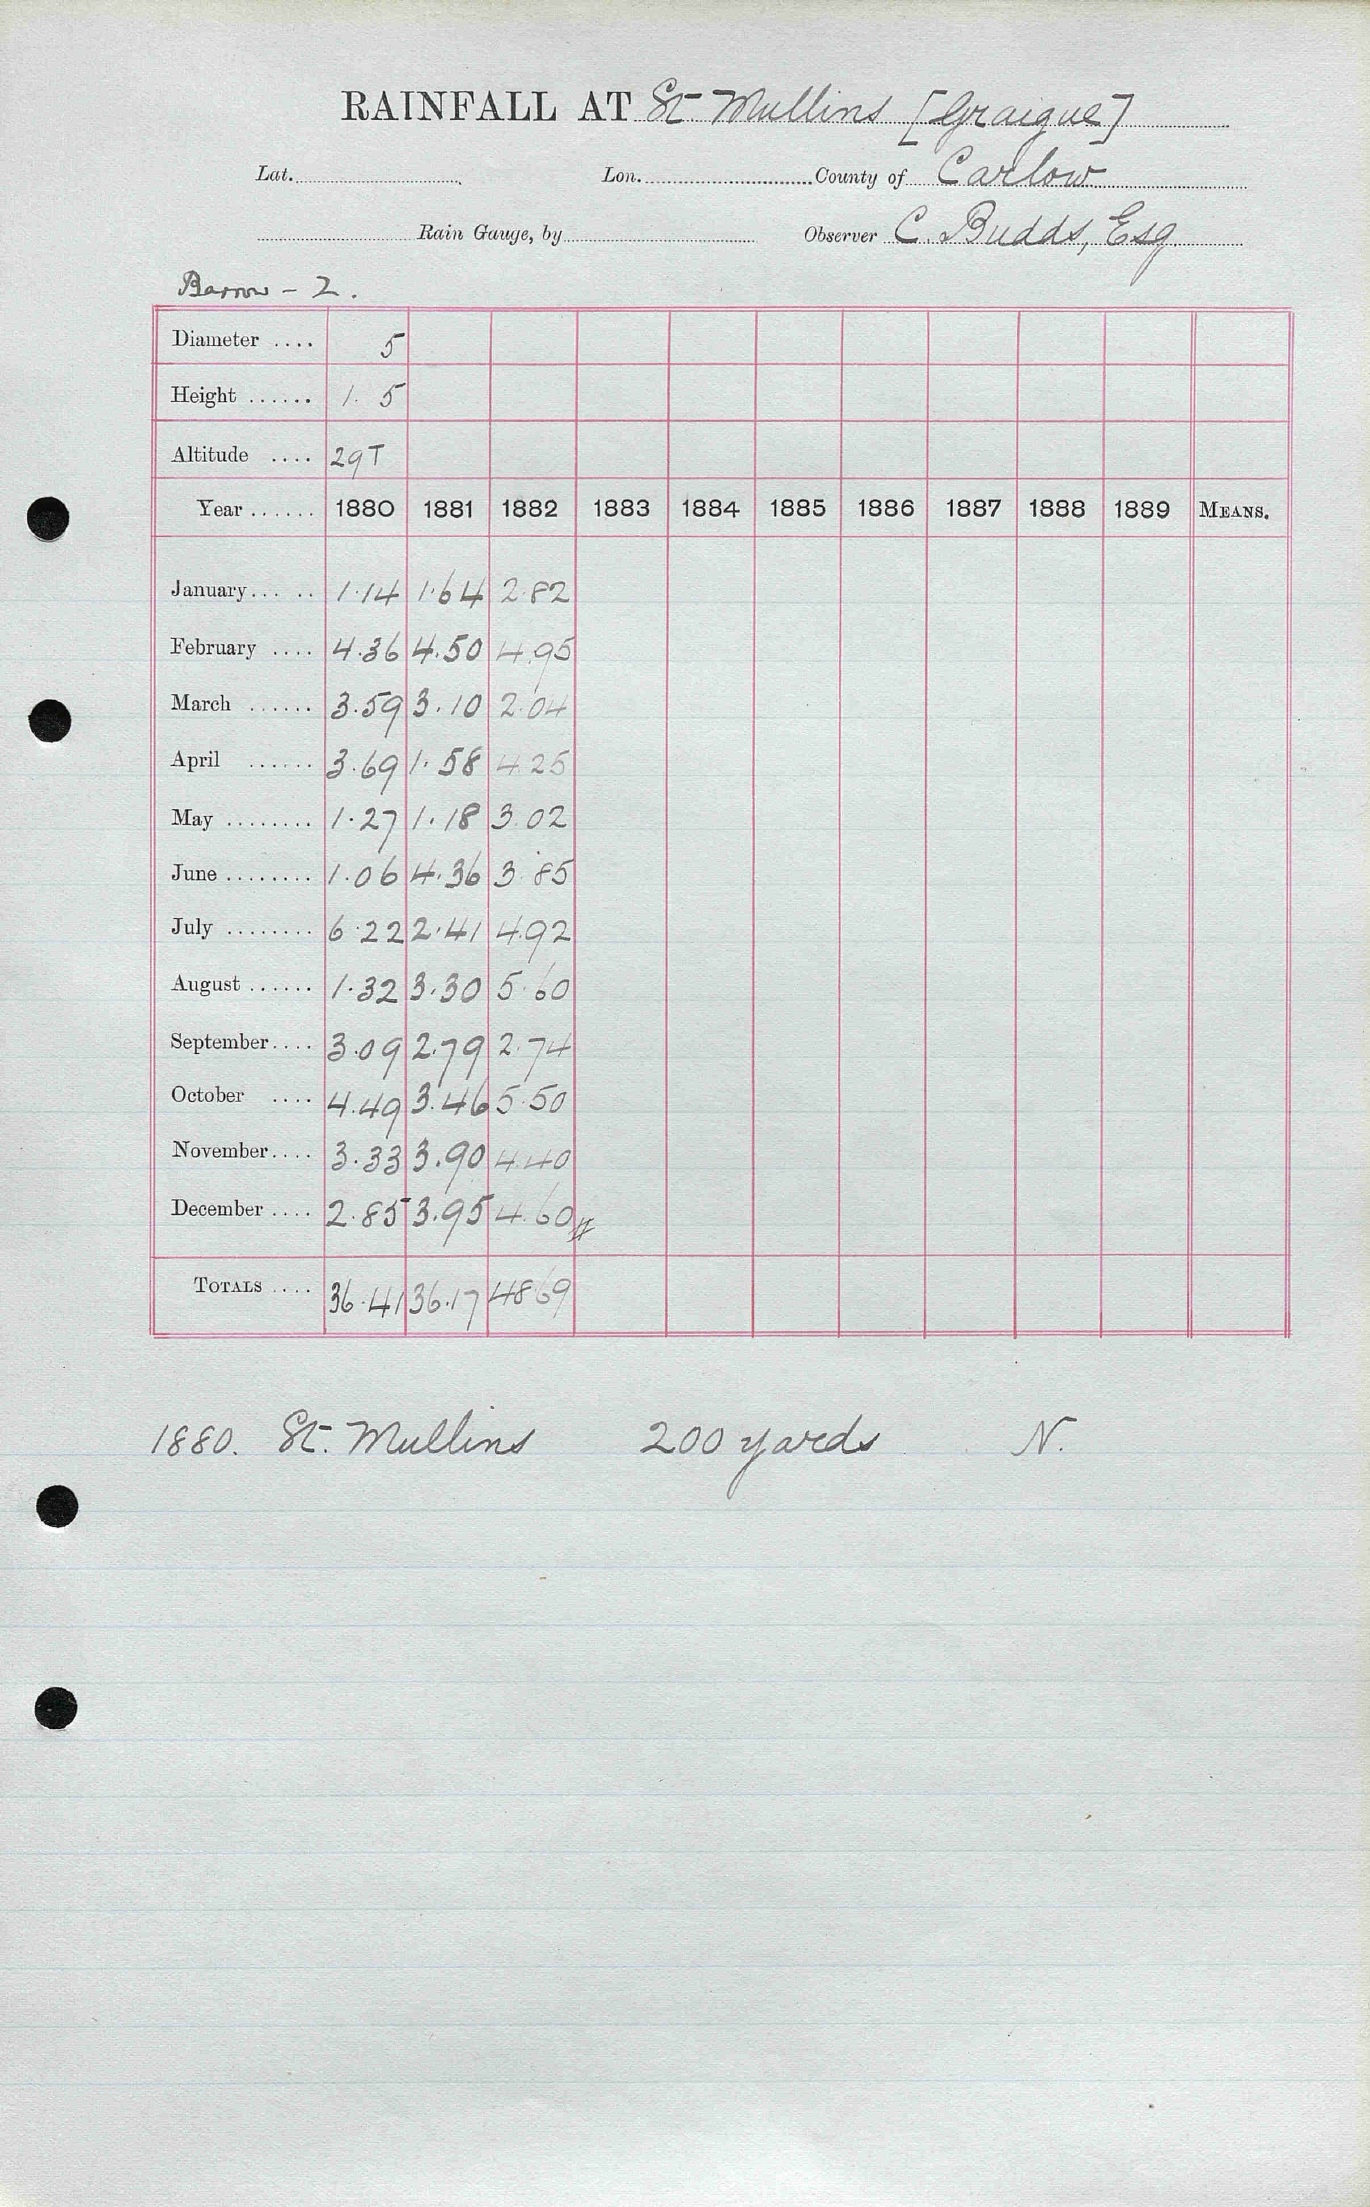 RAINFALL AT St Mullins [Graigue]
Lat. Lon. County of Carlow
Rain Gauge, by Observer C. Budds, Esq.
Barrow - 2.
Diameter .... 5
Height ...... 1. 5
Altitude .... 29T
Year ...... 1880 1881 1882 1883 1884 1885 1886 1887 1888 1889 MEANS.
January ..... 1.14 1.64 2.82
February .... 4.36 4.50 4.95
March ...... 3.59 3.10 2.04
April ...... 3.69 1.58 4.25
May ........ 1.27 1.18 3.02
June ........ 1.06 4.36 3.85
July ........ 6.22 2.41 4.92
August ...... 1.32 3.30 5.60
September .... 3.09 2.79 2.74
October .... 4.49 3.46 5.50
November .... 3.33 3.90 4.40
December .... 2.85 3.95 4.60
TOTALS .... 36.41 36.17 48.69
1880. St. Mullins 200 yards N.